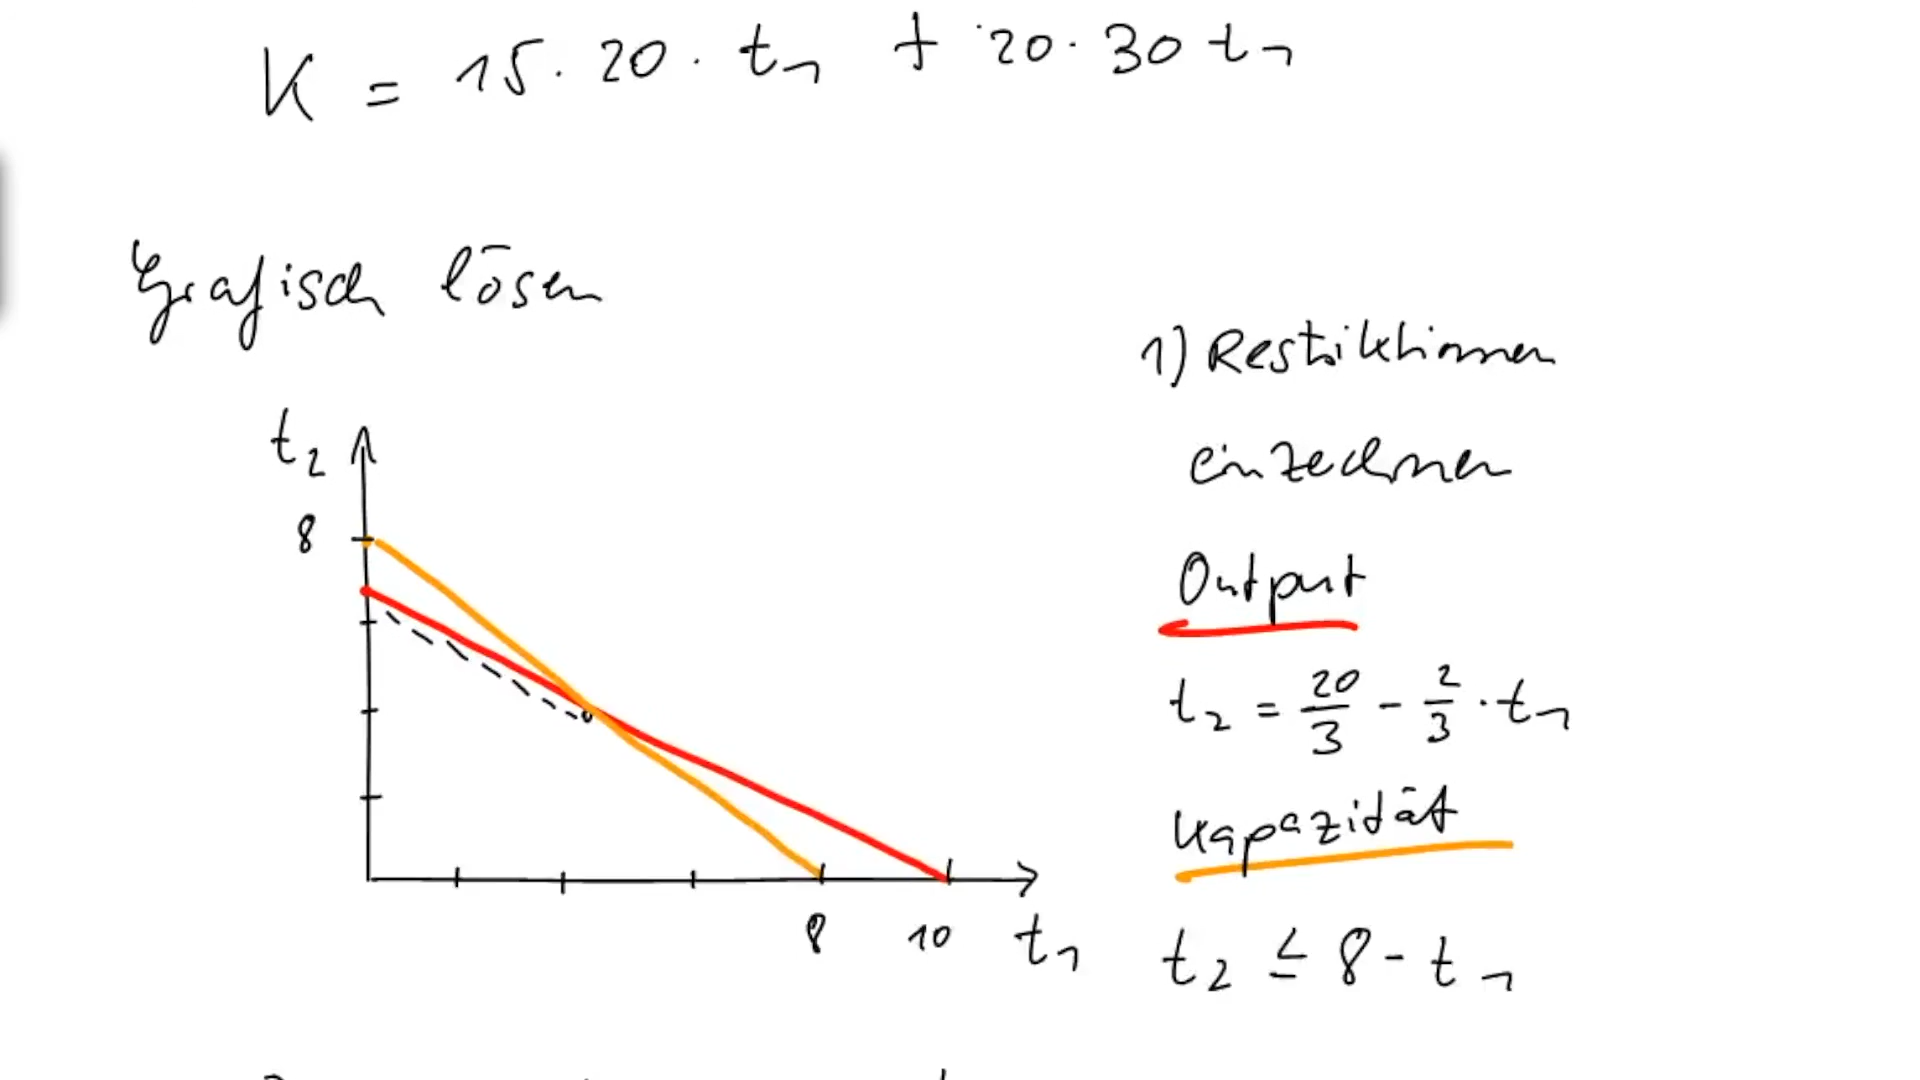 K = 15 · 20 · t₁ + 20 · 30 t₁
Grafisch lösen
1) Restriktionen
einzechnen
t₂
8
8 10 t₁
Output
t₂ = 20/3 - 2/3 · t₁
Kapazität
t₂ ≤ 8 - t₁